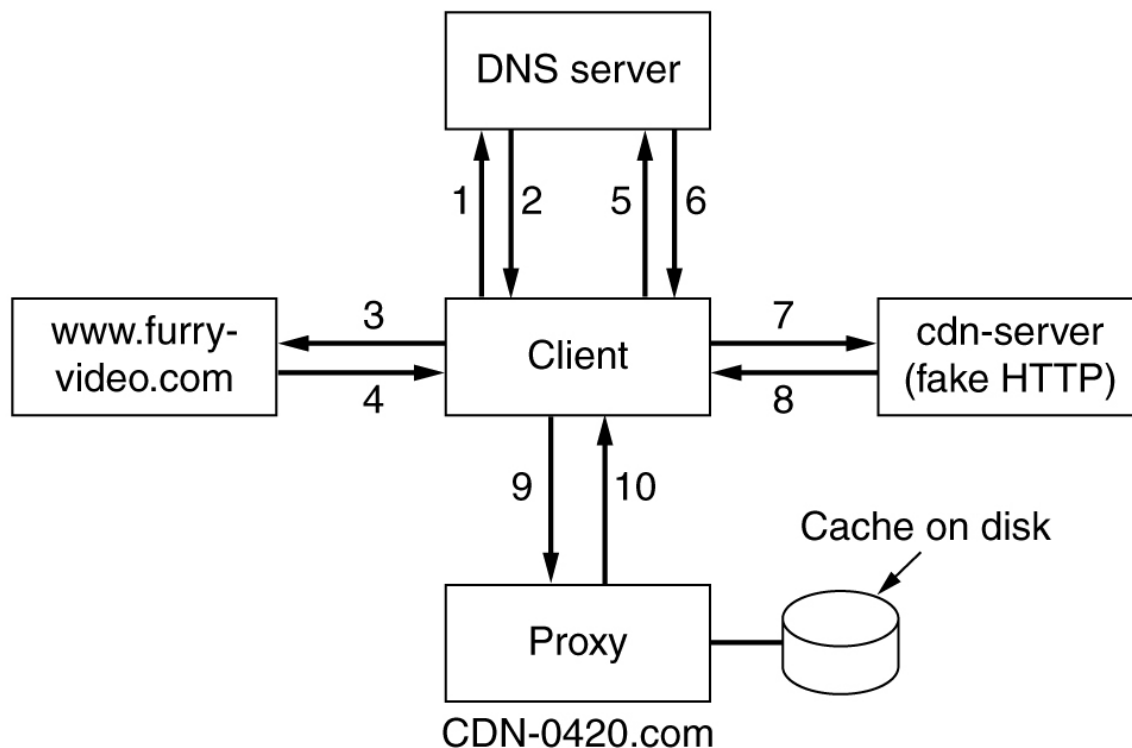 DNS server
1
2
5
6
www.furry-
video.com
3
4
Client
7
8
cdn-server
(fake HTTP)
9
10
Cache on disk
Proxy
CDN-0420.com